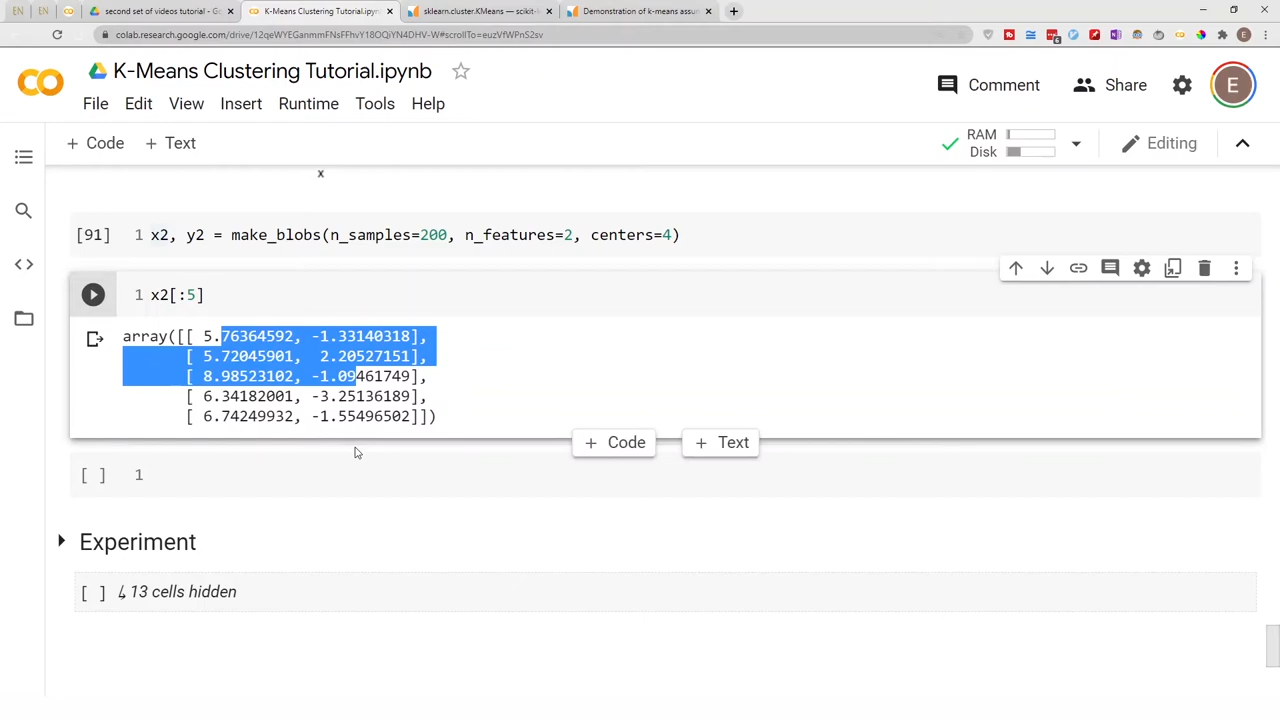 EN
EN
second set of videos tutorial - Go
K-Means Clustering Tutorial.ipynb
sklearn.cluster.KMeans — scikit-l
Demonstration of k-means assum
colab.research.google.com/drive/12qeWYEGanmmFNsFFhvY18OQiYN4DHV-W#scrollTo=euzVfWPnS2sv
CO K-Means Clustering Tutorial.ipynb
Comment Share E
File Edit View Insert Runtime Tools Help
+ Code + Text
RAM
Disk
Editing
x
[91] 1 x2, y2 = make_blobs(n_samples=200, n_features=2, centers=4)
1 x2[:5]
array([[ 5.76364592, -1.33140318],
[ 5.72045901, 2.20527151],
[ 8.98523102, -1.09461749],
[ 6.34182001, -3.25136189],
[ 6.74249932, -1.55496502]])
+ Code + Text
[ ] 1
Experiment
[ ] ↳ 13 cells hidden